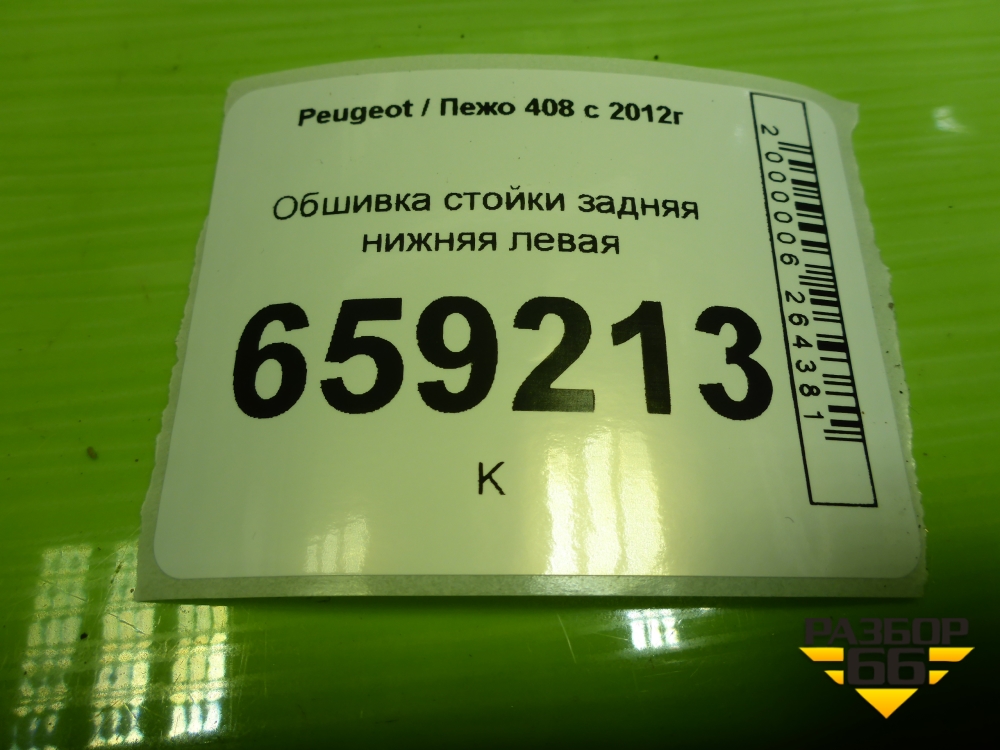 Peugeot / Пежо 408 с 2012г
Обшивка стойки задняя
нижняя левая
659213
К
2000006264381
РАЗБОР
66